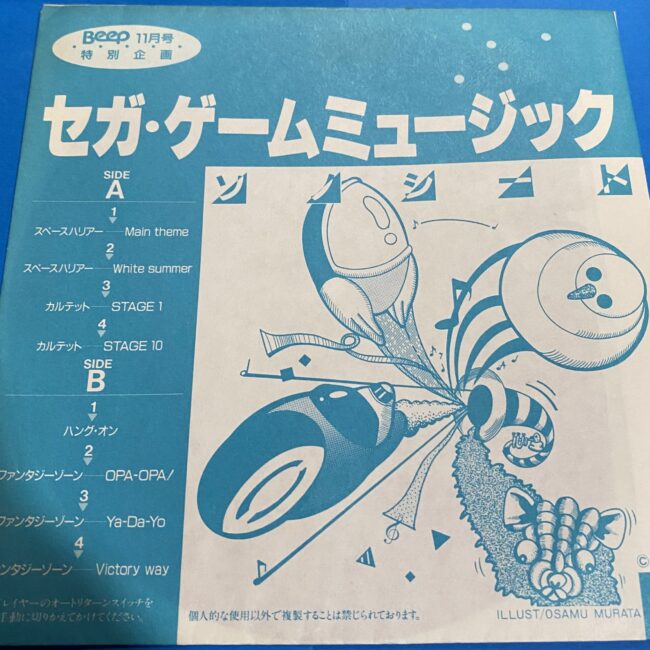 Beep 11月号
特別企画
セガ・ゲームミュージック
ソノシート
SIDE
A
1
スペースハリアー Main theme
2
スペースハリアー White summer
3
カルテット STAGE 1
4
カルテット STAGE 10
SIDE
B
1
ハング・オン
2
ファンタジーゾーン OPA-OPA!
3
ファンタジーゾーン Ya-Da-Yo
4
ンタジーゾーン Victory way
レイヤーのオートリターンスイッチを
手動に切りかえてかけてください。
個人的な使用以外で複製することは禁じられております。
©
ILLUST/OSAMU MURATA